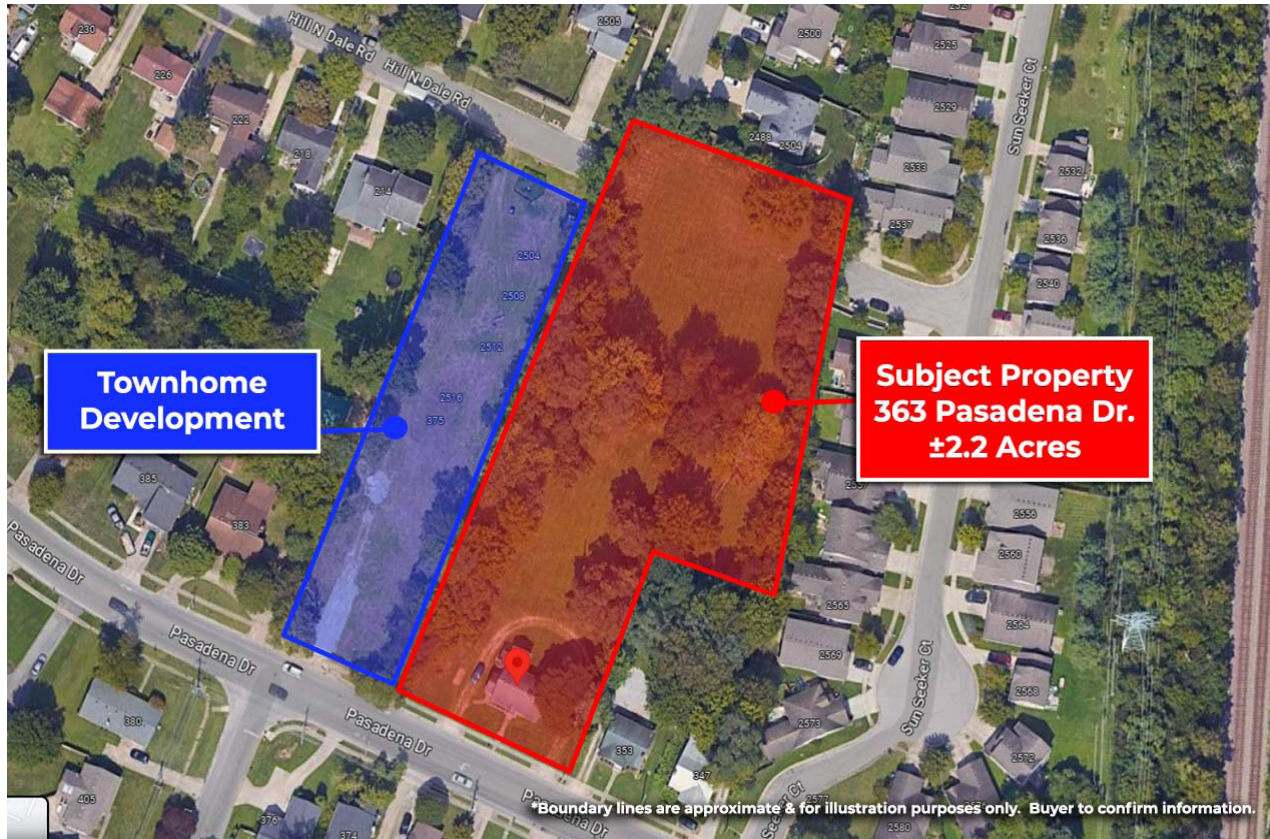 230
226
222
218
214
Hill N Dale Rd
Hill N Dale Rd
2505
2500
2525
2529
2533
2537
2488
2504
Sun Seeker Ct
2532
2536
2540
2504
2508
2512
2516
375
Townhome
Development
Subject Property
363 Pasadena Dr.
±2.2 Acres
385
383
Pasadena Dr
Pasadena Dr
Pasadena Dr
Pasadena Dr
380
405
376
374
353
347
2556
2560
2564
2568
2572
2565
2569
2573
2577
2580
Sun Seeker Ct
Seeker Ct
*Boundary lines are approximate & for illustration purposes only. Buyer to confirm information.